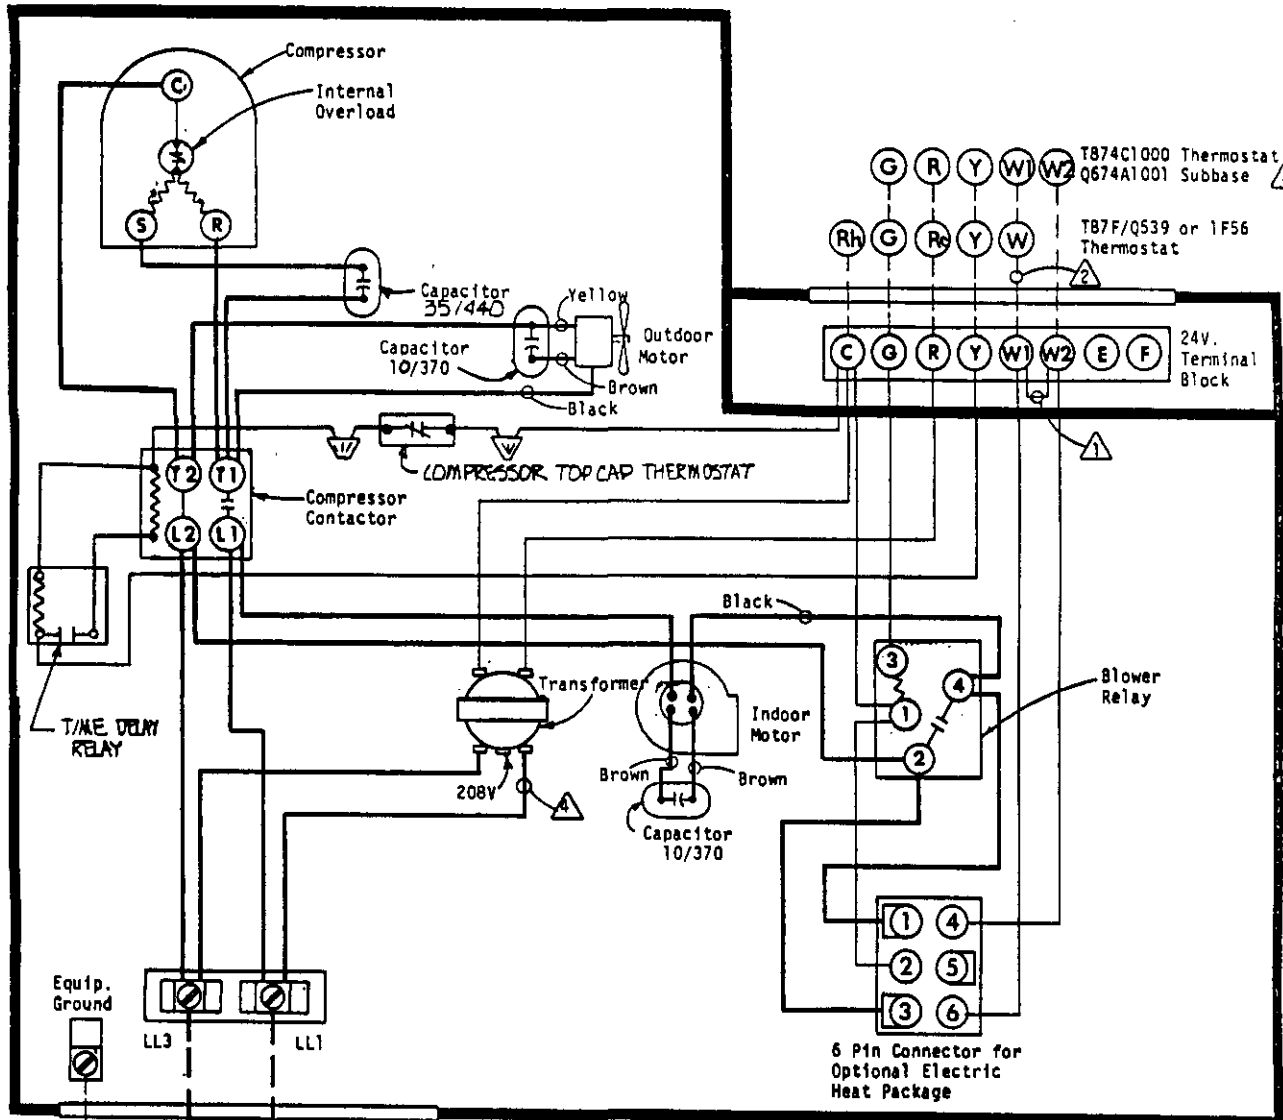 Compressor
C
Internal
Overload
S
R
Capacitor
35/440
Capacitor
10/370
Yellow
Outdoor
Motor
Brown
Black
G R Y W1 W2
T874C1000 Thermostat
Q674A1001 Subbase
Rh G Rc Y W
TB7F/Q539 or 1F56
Thermostat
2
C G R Y W1 W2 E F
24V.
Terminal
Block
1
11
COMPRESSOR TOP CAP THERMOSTAT
T2 T1
L2 L1
Compressor
Contactor
TIME DELAY
RELAY
Black
Transformer
208V
4
Indoor
Motor
Brown
Brown
Capacitor
10/370
3
4
1
2
Blower
Relay
Equip.
Ground
LL3
LL1
1 4
2 5
3 6
6 Pin Connector for
Optional Electric
Heat Package